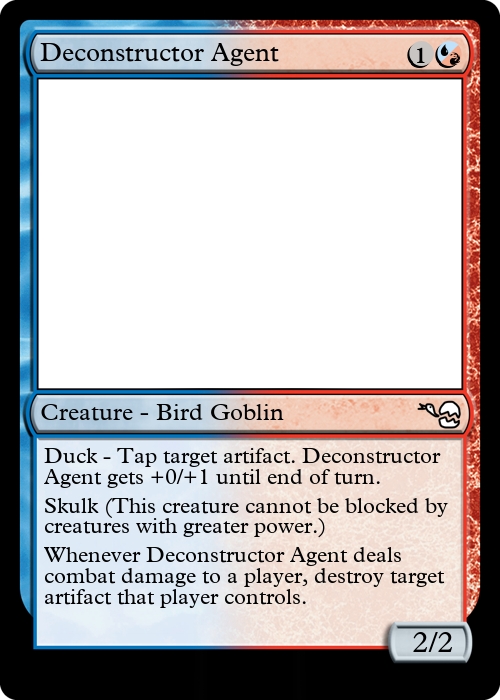 Deconstructor Agent 1
Creature - Bird Goblin
Duck - Tap target artifact. Deconstructor
Agent gets +0/+1 until end of turn.
Skulk (This creature cannot be blocked by
creatures with greater power.)
Whenever Deconstructor Agent deals
combat damage to a player, destroy target
artifact that player controls.
2/2